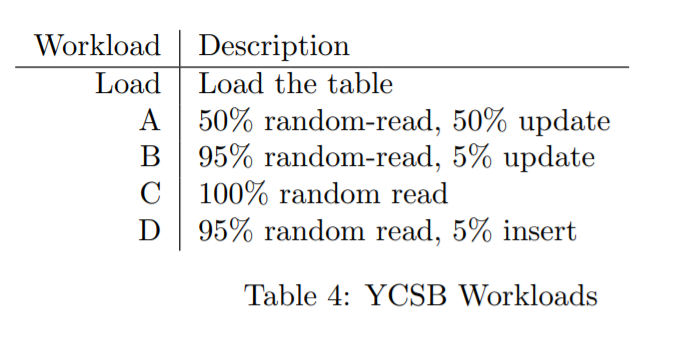 Workload Description
Load Load the table
A 50% random-read, 50% update
B 95% random-read, 5% update
C 100% random read
D 95% random read, 5% insert
Table 4: YCSB Workloads